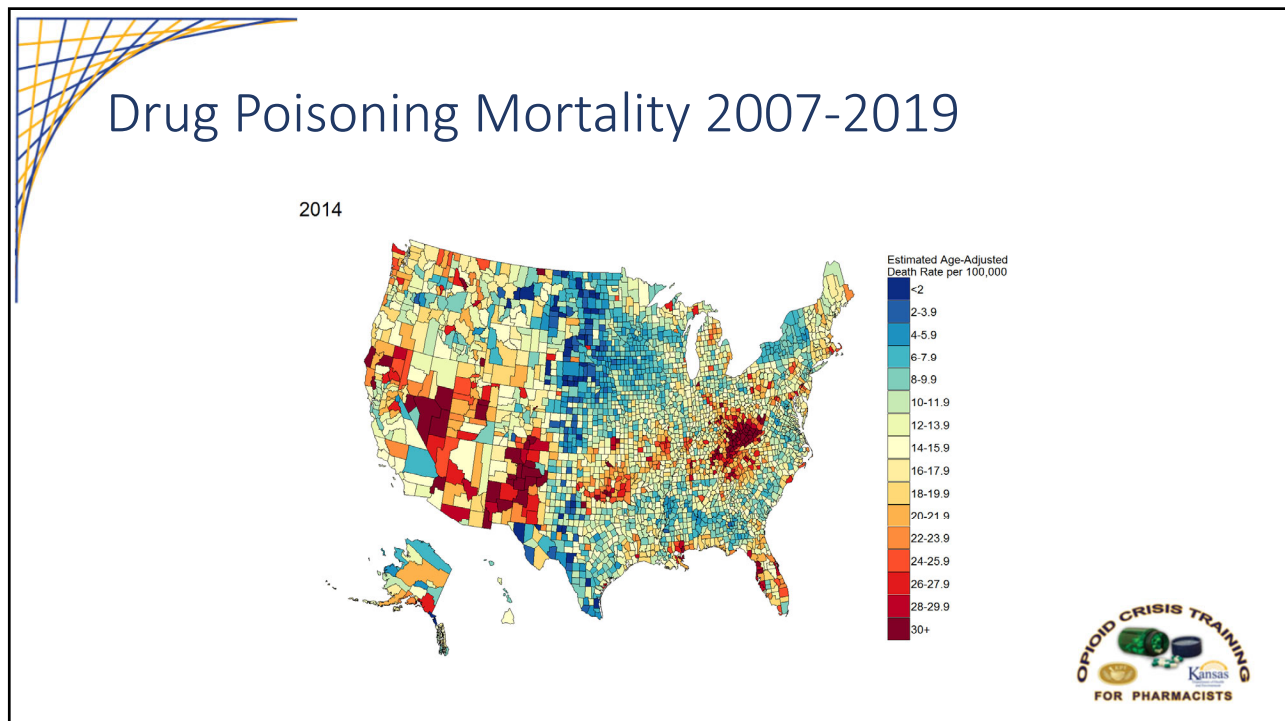 Drug Poisoning Mortality 2007-2019
2014
Estimated Age-Adjusted
Death Rate per 100,000
<2
2-3.9
4-5.9
6-7.9
8-9.9
10-11.9
12-13.9
14-15.9
16-17.9
18-19.9
20-21.9
22-23.9
24-25.9
26-27.9
28-29.9
30+
OPIOID CRISIS TRAINING
Kansas
FOR PHARMACISTS